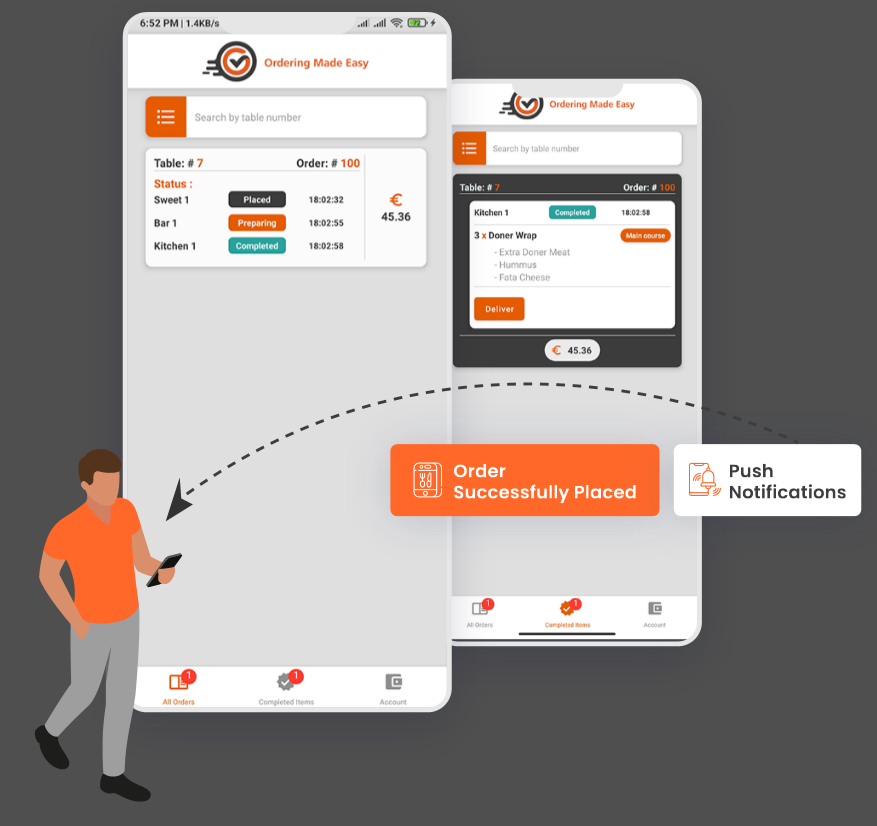 6:52 PM | 1.4KB/s
72
Ordering Made Easy
Search by table number
Table: # 7 Order: # 100
Status :
Sweet 1 Placed 18:02:32
Bar 1 Preparing 18:02:55
Kitchen 1 Completed 18:02:58
€
45.36
1
All Orders
1
Completed Items
Account
Ordering Made Easy
Search by table number
Table: # 7 Order: # 100
Kitchen 1 Completed 18:02:58
3 x Doner Wrap Main course
- Extra Doner Meat
- Hummus
- Fata Cheese
Deliver
€ 45.36
Order
Successfully Placed
Push
Notifications
1
All Orders
1
Completed Items
Account